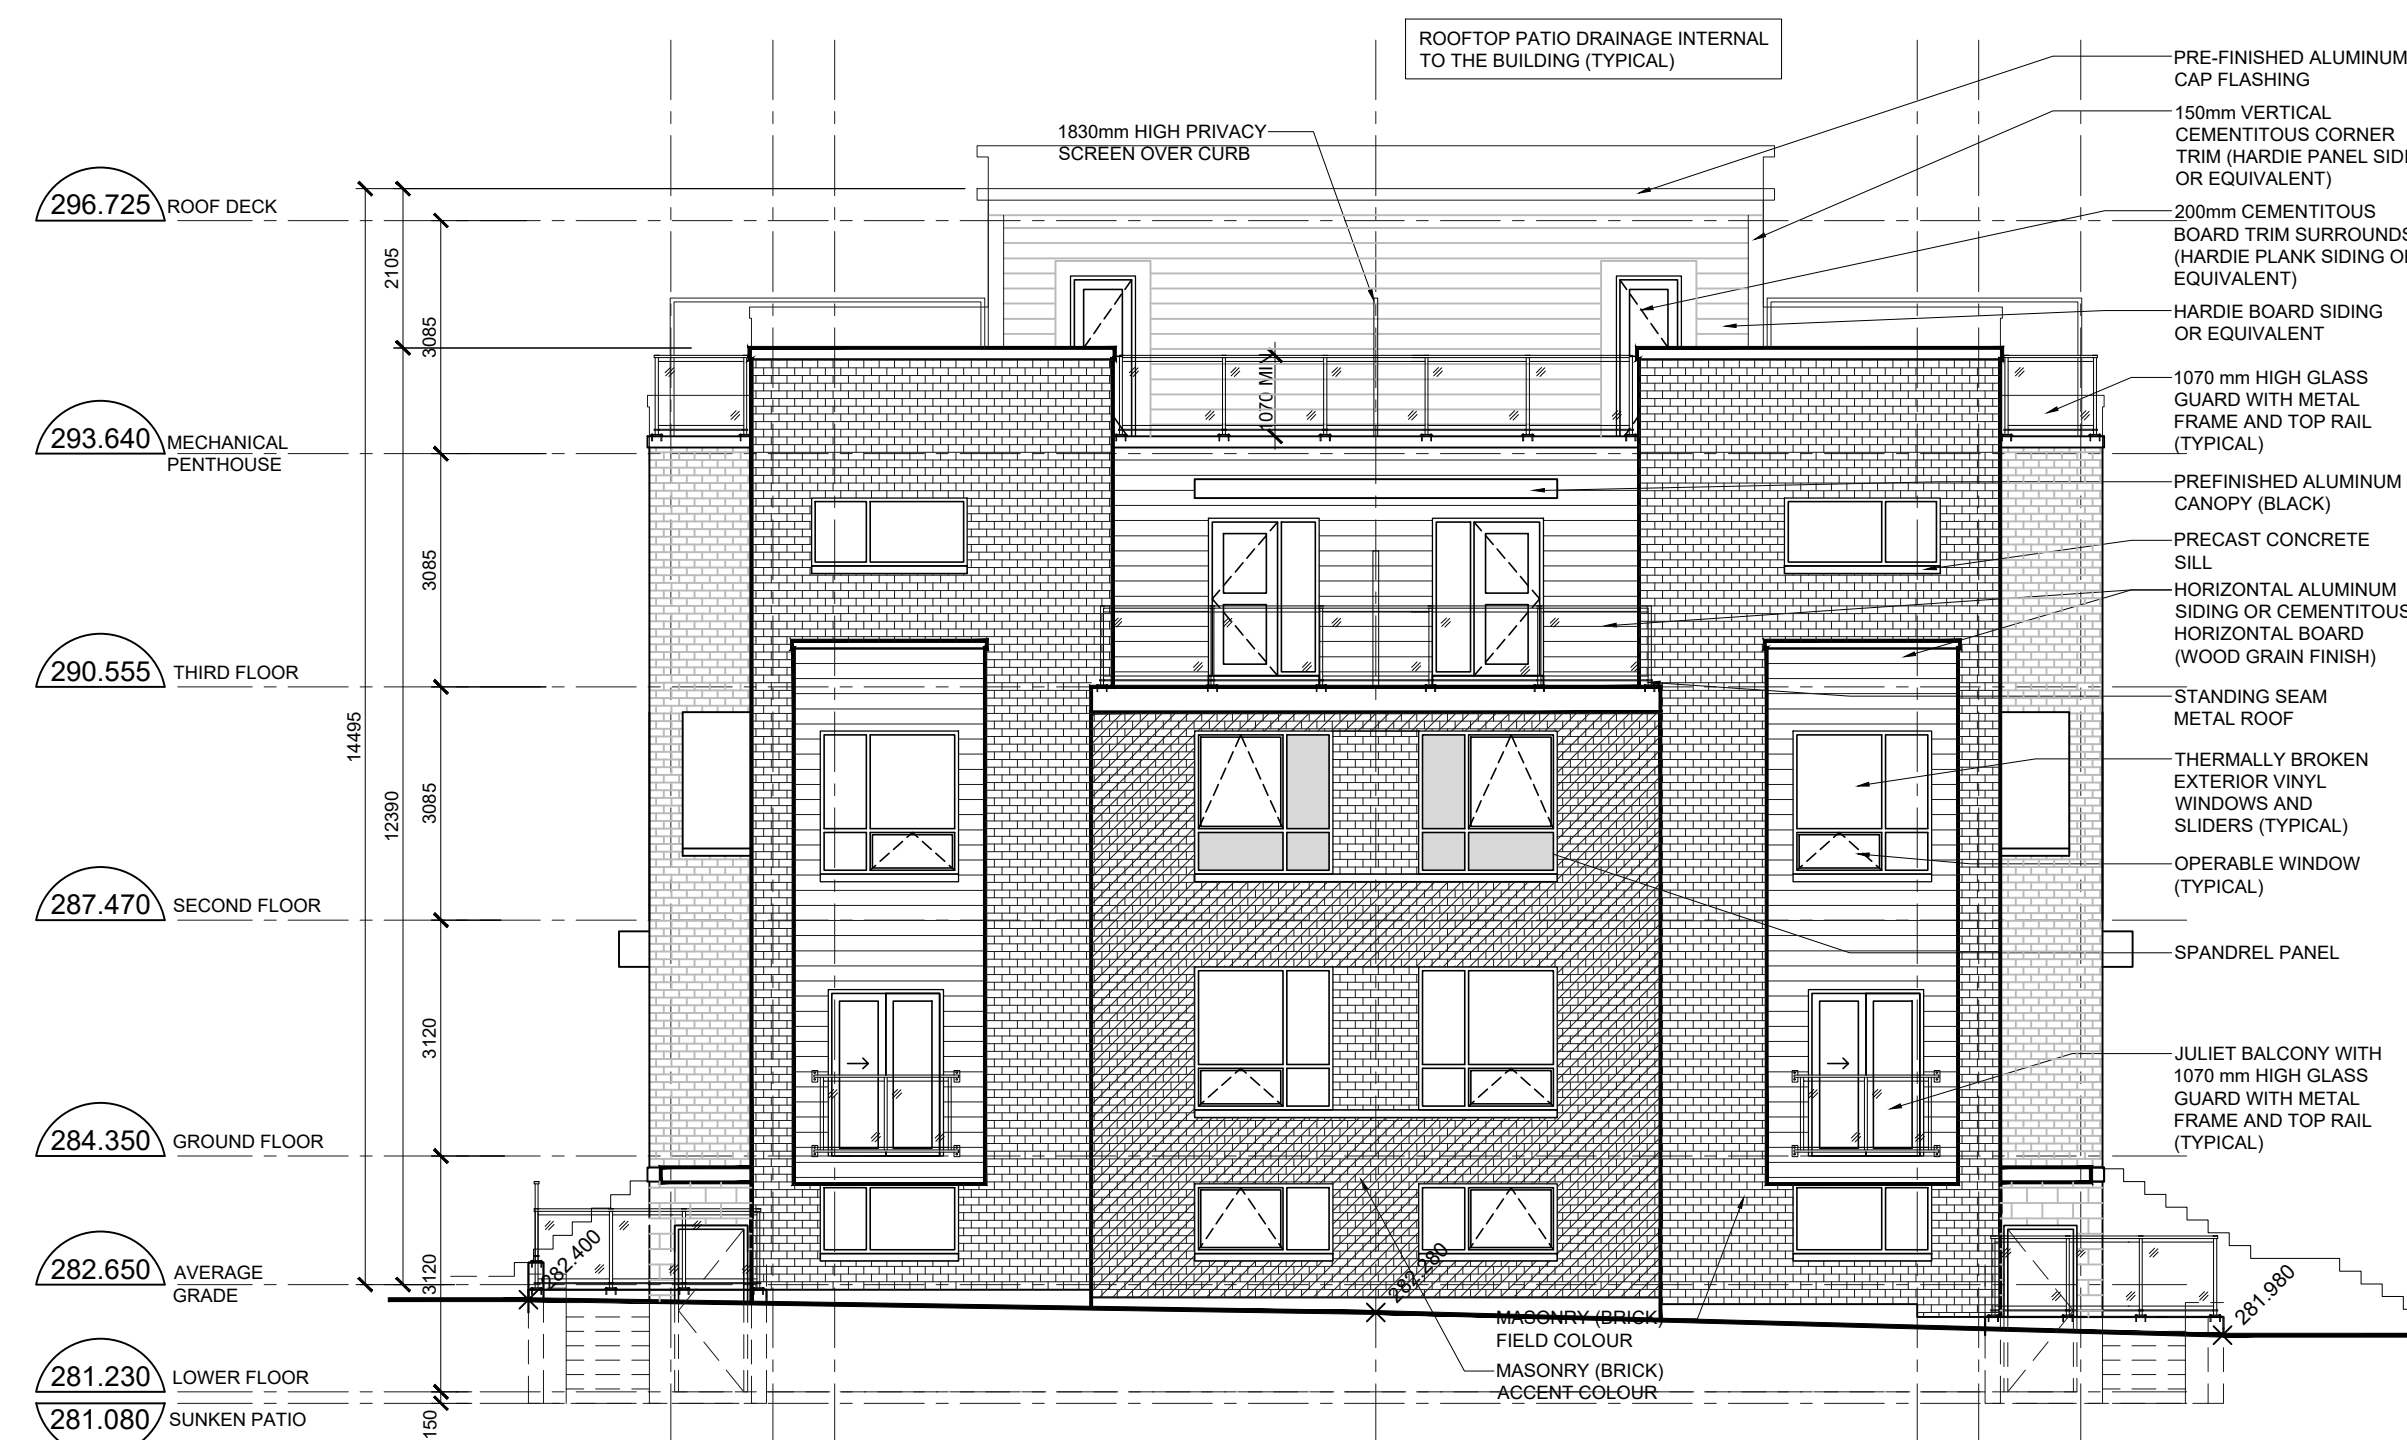 ROOFTOP PATIO DRAINAGE INTERNAL
TO THE BUILDING (TYPICAL)
1830mm HIGH PRIVACY
SCREEN OVER CURB
296.725 ROOF DECK
293.640 MECHANICAL
PENTHOUSE
290.555 THIRD FLOOR
287.470 SECOND FLOOR
284.350 GROUND FLOOR
282.650 AVERAGE
GRADE
281.230 LOWER FLOOR
281.080 SUNKEN PATIO
14495
2105
12390
3085
3085
3085
3120
3120
150
1070 MIN
282.400
282.280
281.980
PRE-FINISHED ALUMINUM
CAP FLASHING
150mm VERTICAL
CEMENTITOUS CORNER
TRIM (HARDIE PANEL
OR EQUIVALENT)
200mm CEMENTITOUS
BOARD TRIM SURROUNDS
(HARDIE PLANK SIDING
EQUIVALENT)
HARDIE BOARD SIDING
OR EQUIVALENT
1070 mm HIGH GLASS
GUARD WITH METAL
FRAME AND TOP RAIL
(TYPICAL)
PREFINISHED ALUMINUM
CANOPY (BLACK)
PRECAST CONCRETE
SILL
HORIZONTAL ALUMINUM
SIDING OR CEMENTITOUS
HORIZONTAL BOARD
(WOOD GRAIN FINISH)
STANDING SEAM
METAL ROOF
THERMALLY BROKEN
EXTERIOR VINYL
WINDOWS AND
SLIDERS (TYPICAL)
OPERABLE WINDOW
(TYPICAL)
SPANDREL PANEL
JULIET BALCONY WITH
1070 mm HIGH GLASS
GUARD WITH METAL
FRAME AND TOP RAIL
(TYPICAL)
MASONRY (BRICK)
FIELD COLOUR
MASONRY (BRICK)
ACCENT COLOUR